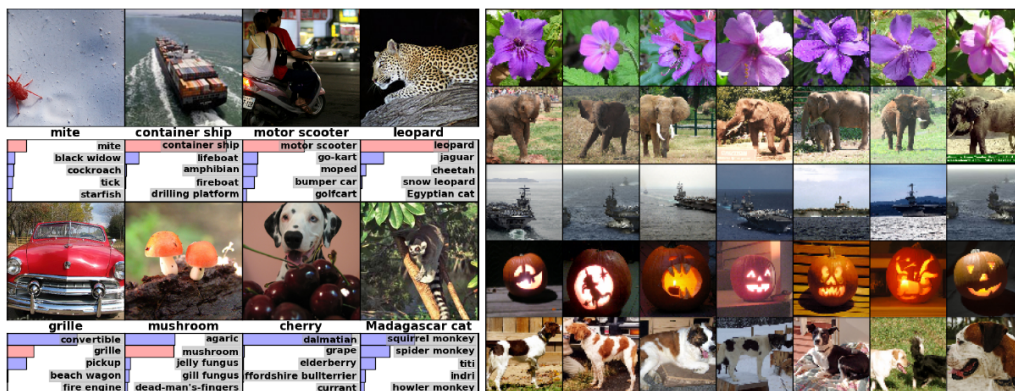 mite container ship motor scooter leopard
mite container ship motor scooter leopard
black widow lifeboat go-kart jaguar
cockroach amphibian moped cheetah
tick fireboat bumper car snow leopard
starfish drilling platform golfcart Egyptian cat
grille mushroom cherry Madagascar cat
convertible agaric dalmatian squirrel monkey
grille mushroom grape spider monkey
pickup jelly fungus elderberry titi
beach wagon gill fungus ffordshire bullterrier indri
fire engine dead-man's-fingers currant howler monkey